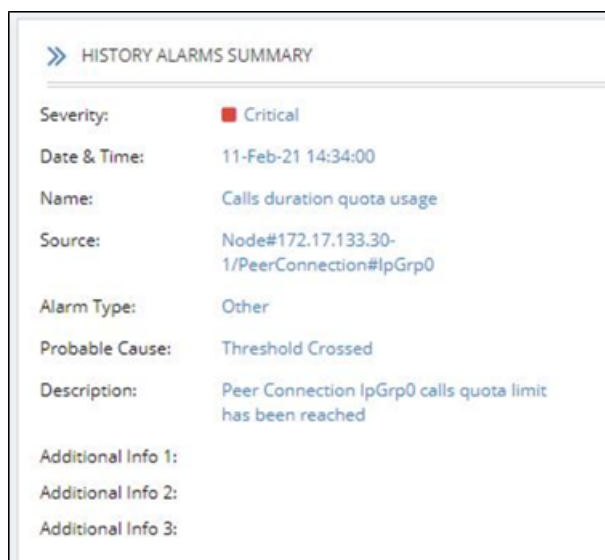 HISTORY ALARMS SUMMARY
Severity: Critical
Date & Time: 11-Feb-21 14:34:00
Name: Calls duration quota usage
Source: Node#172.17.133.30-
1/PeerConnection#IpGrp0
Alarm Type: Other
Probable Cause: Threshold Crossed
Description: Peer Connection IpGrp0 calls quota limit
has been reached
Additional Info 1:
Additional Info 2:
Additional Info 3: